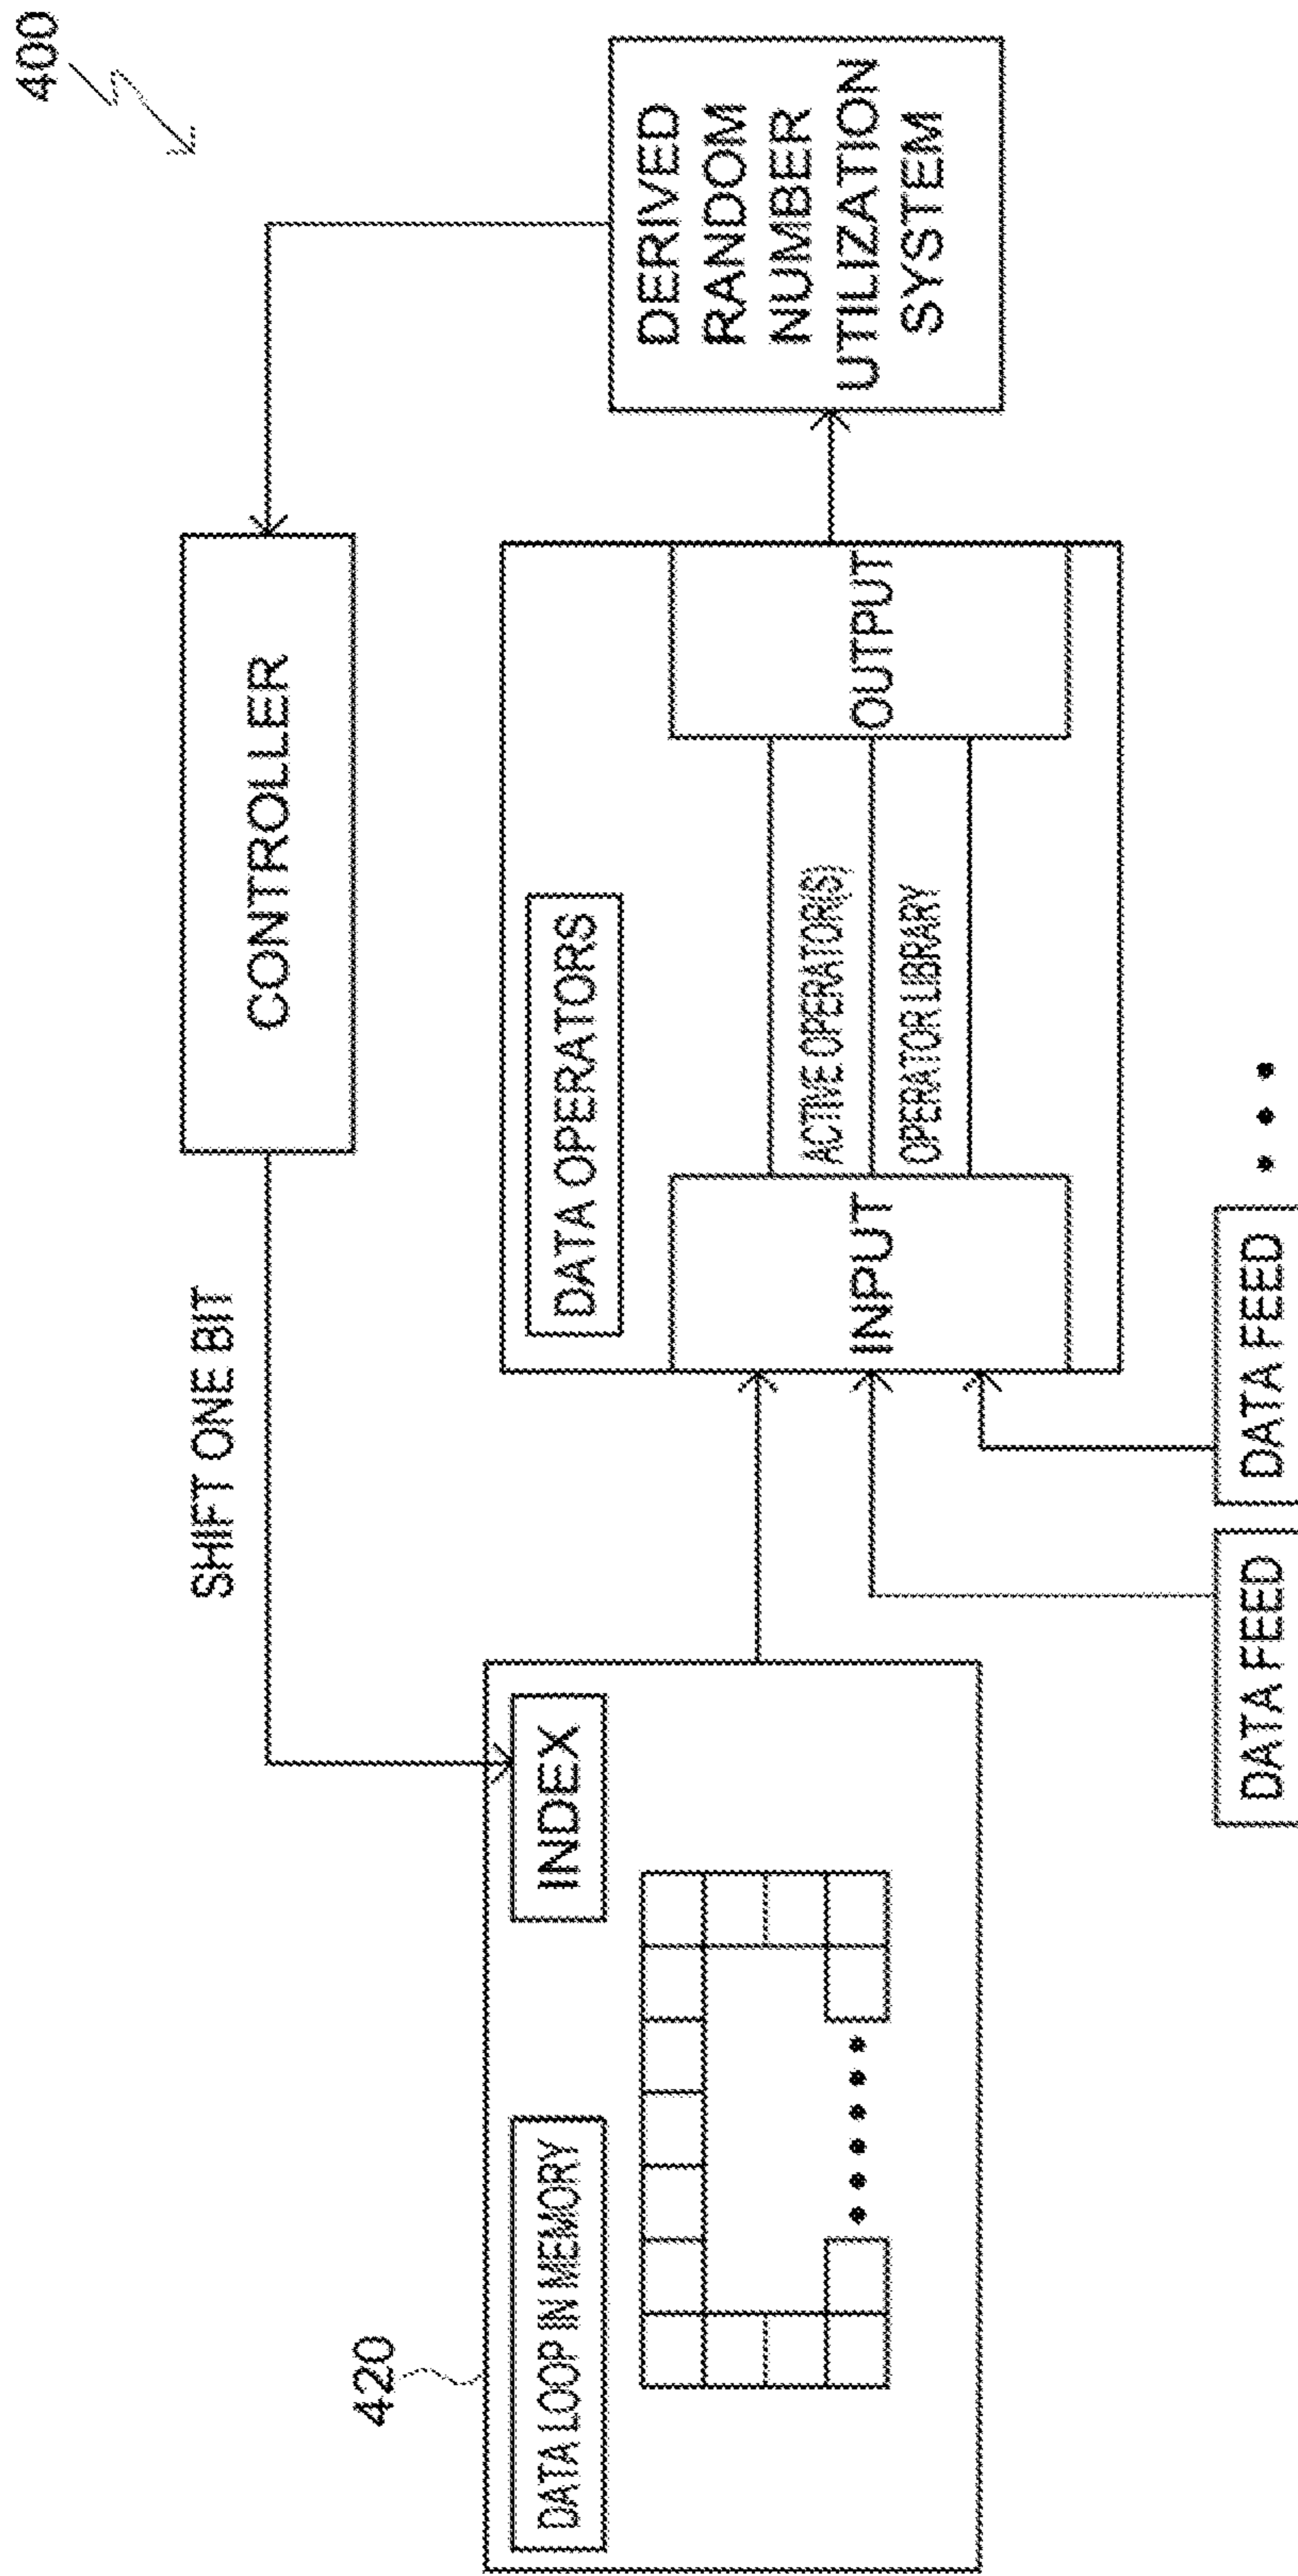 400
CONTROLLER
SHIFT ONE BIT
420
DATA LOOP IN MEMORY
INDEX
DATA OPERATORS
INPUT
ACTIVE OPERATOR(S)
OPERATOR LIBRARY
OUTPUT
DERIVED
RANDOM
NUMBER
UTILIZATION
SYSTEM
DATA FEED
DATA FEED